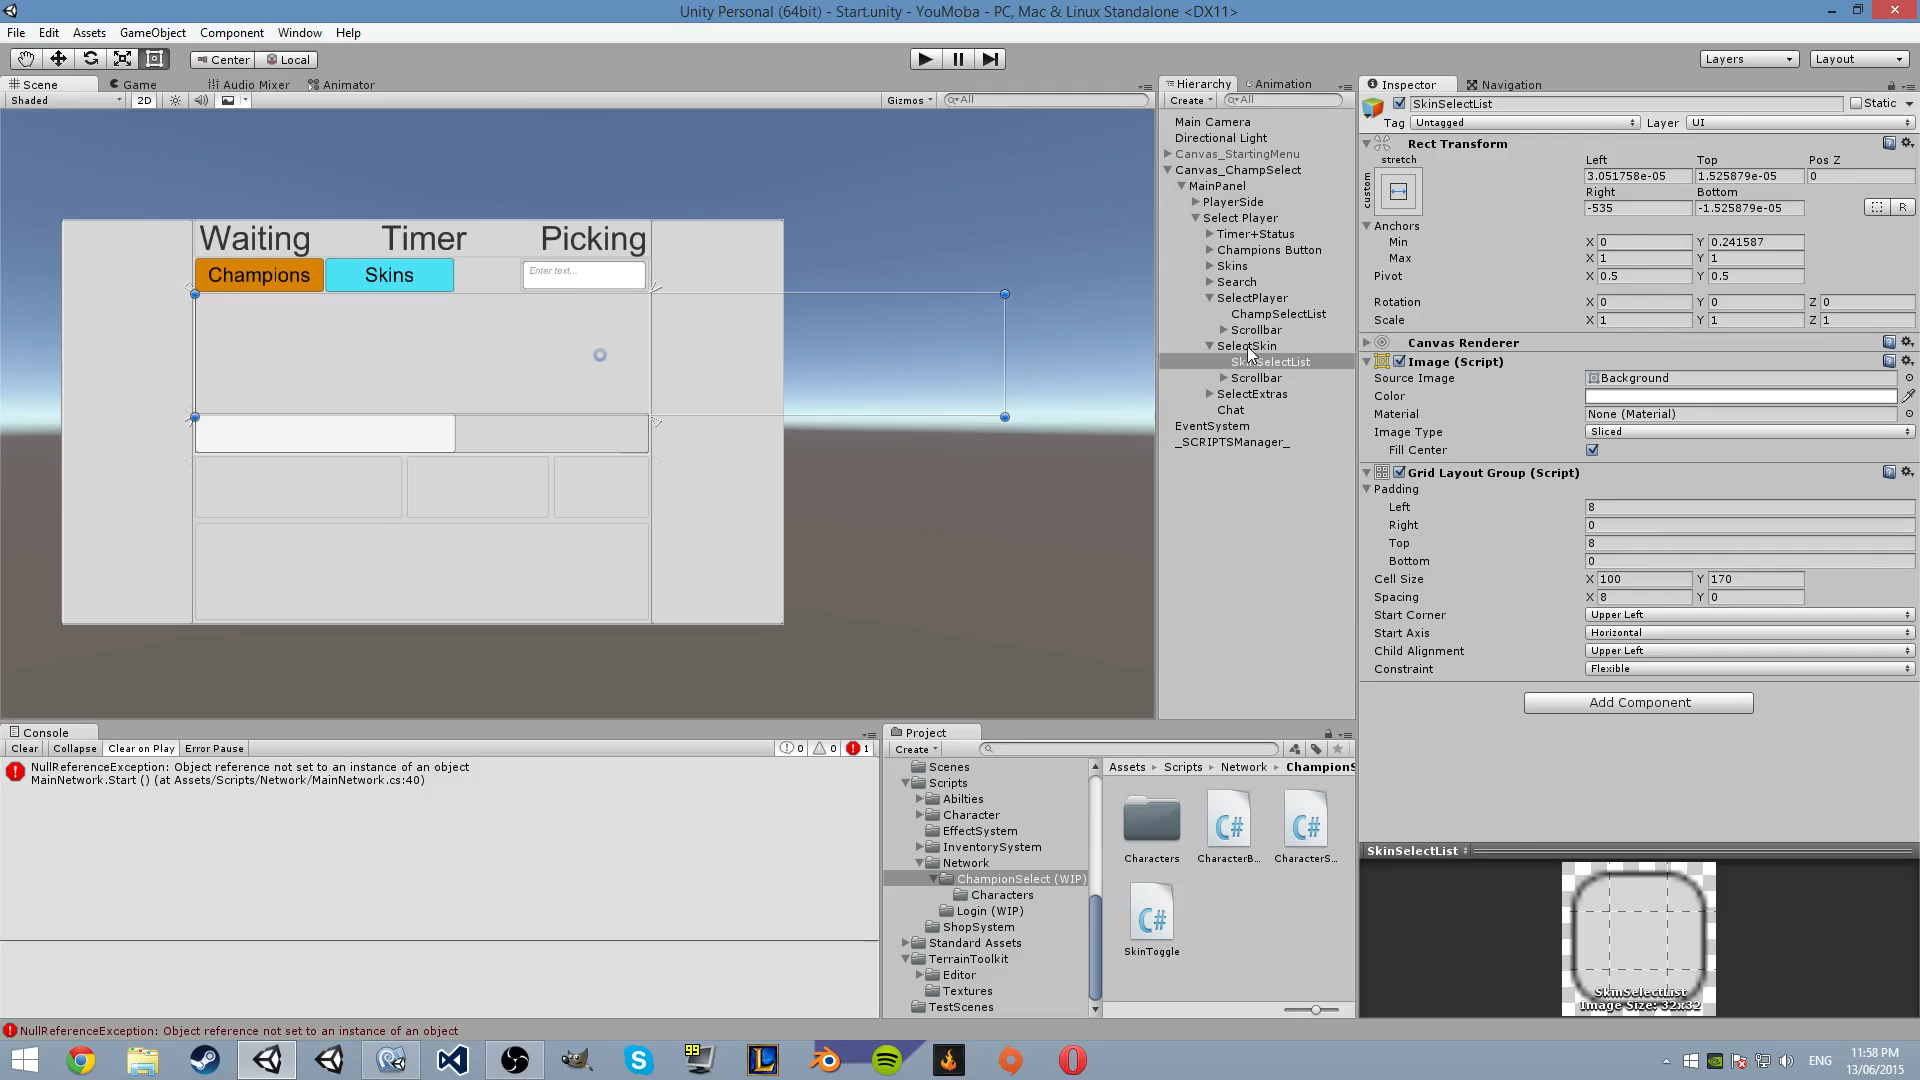 Unity Personal (64bit) - Start.unity - YouMoba - PC, Mac & Linux Standalone <DX11>
File Edit Assets GameObject Component Window Help
Center Local Layers Layout
Scene Game Audio Mixer Animator
Shaded 2D Gizmos All
Waiting Timer Picking
Champions Skins Enter text...
Hierarchy Animation
Create All
Main Camera
Directional Light
Canvas_StartingMenu
Canvas_ChampSelect
MainPanel
PlayerSide
Select Player
Timer+Status
Champions Button
Skins
Search
SelectPlayer
ChampSelectList
Scrollbar
SelectSkin
SkinSelectList
Scrollbar
SelectExtras
Chat
EventSystem
_SCRIPTSManager_
Inspector Navigation
SkinSelectList Static
Tag Untagged Layer UI
Rect Transform
stretch Left Top Pos Z
custom 3.051758e-05 1.525879e-05 0
Right Bottom
-535 -1.525879e-05 R
Anchors
Min X 0 Y 0.241587
Max X 1 Y 1
Pivot X 0.5 Y 0.5
Rotation X 0 Y 0 Z 0
Scale X 1 Y 1 Z 1
Canvas Renderer
Image (Script)
Source Image Background
Color
Material None (Material)
Image Type Sliced
Fill Center
Grid Layout Group (Script)
Padding
Left 8
Right 0
Top 8
Bottom 0
Cell Size X 100 Y 170
Spacing X 8 Y 0
Start Corner Upper Left
Start Axis Horizontal
Child Alignment Upper Left
Constraint Flexible
Add Component
SkinSelectList
SkinSelectList
Image Size: 32x32
Console
Clear Collapse Clear on Play Error Pause 0 0 1
NullReferenceException: Object reference not set to an instance of an object
MainNetwork.Start () (at Assets/Scripts/Network/MainNetwork.cs:40)
Project
Create
Scenes
Scripts
Abilties
Character
EffectSystem
InventorySystem
Network
ChampionSelect (WIP)
Characters
Login (WIP)
ShopSystem
Standard Assets
TerrainToolkit
Editor
Textures
TestScenes
Assets Scripts Network ChampionS
C# C#
Characters CharacterB... CharacterS...
C#
SkinToggle
NullReferenceException: Object reference not set to an instance of an object
99
ENG
11:58 PM
13/06/2015